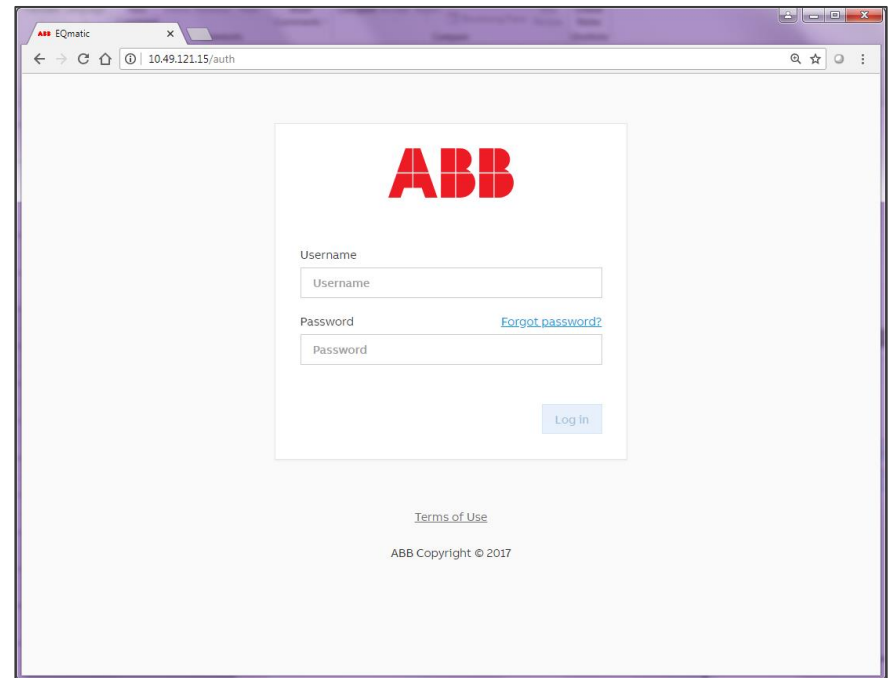 ABB EQmatic
10.49.121.15/auth
ABB
Username
Username
Password Forgot password?
Password
Log in
Terms of Use
ABB Copyright © 2017